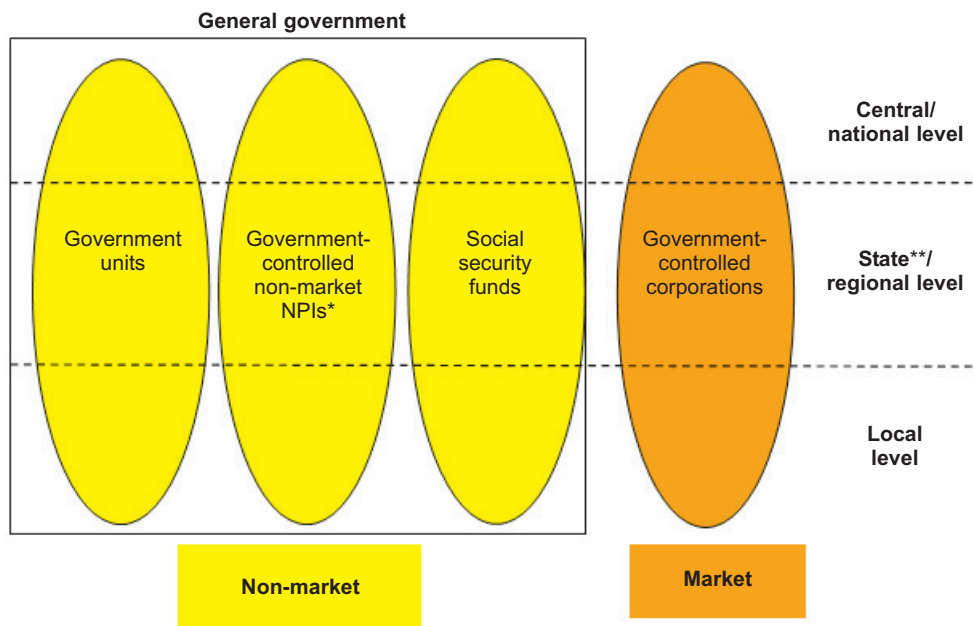 General government
Central/
national level
Government
units
Government-
controlled
non-market
NPIs*
Social
security
funds
Government-
controlled
corporations
State**/
regional level
Local
level
Non-market
Market